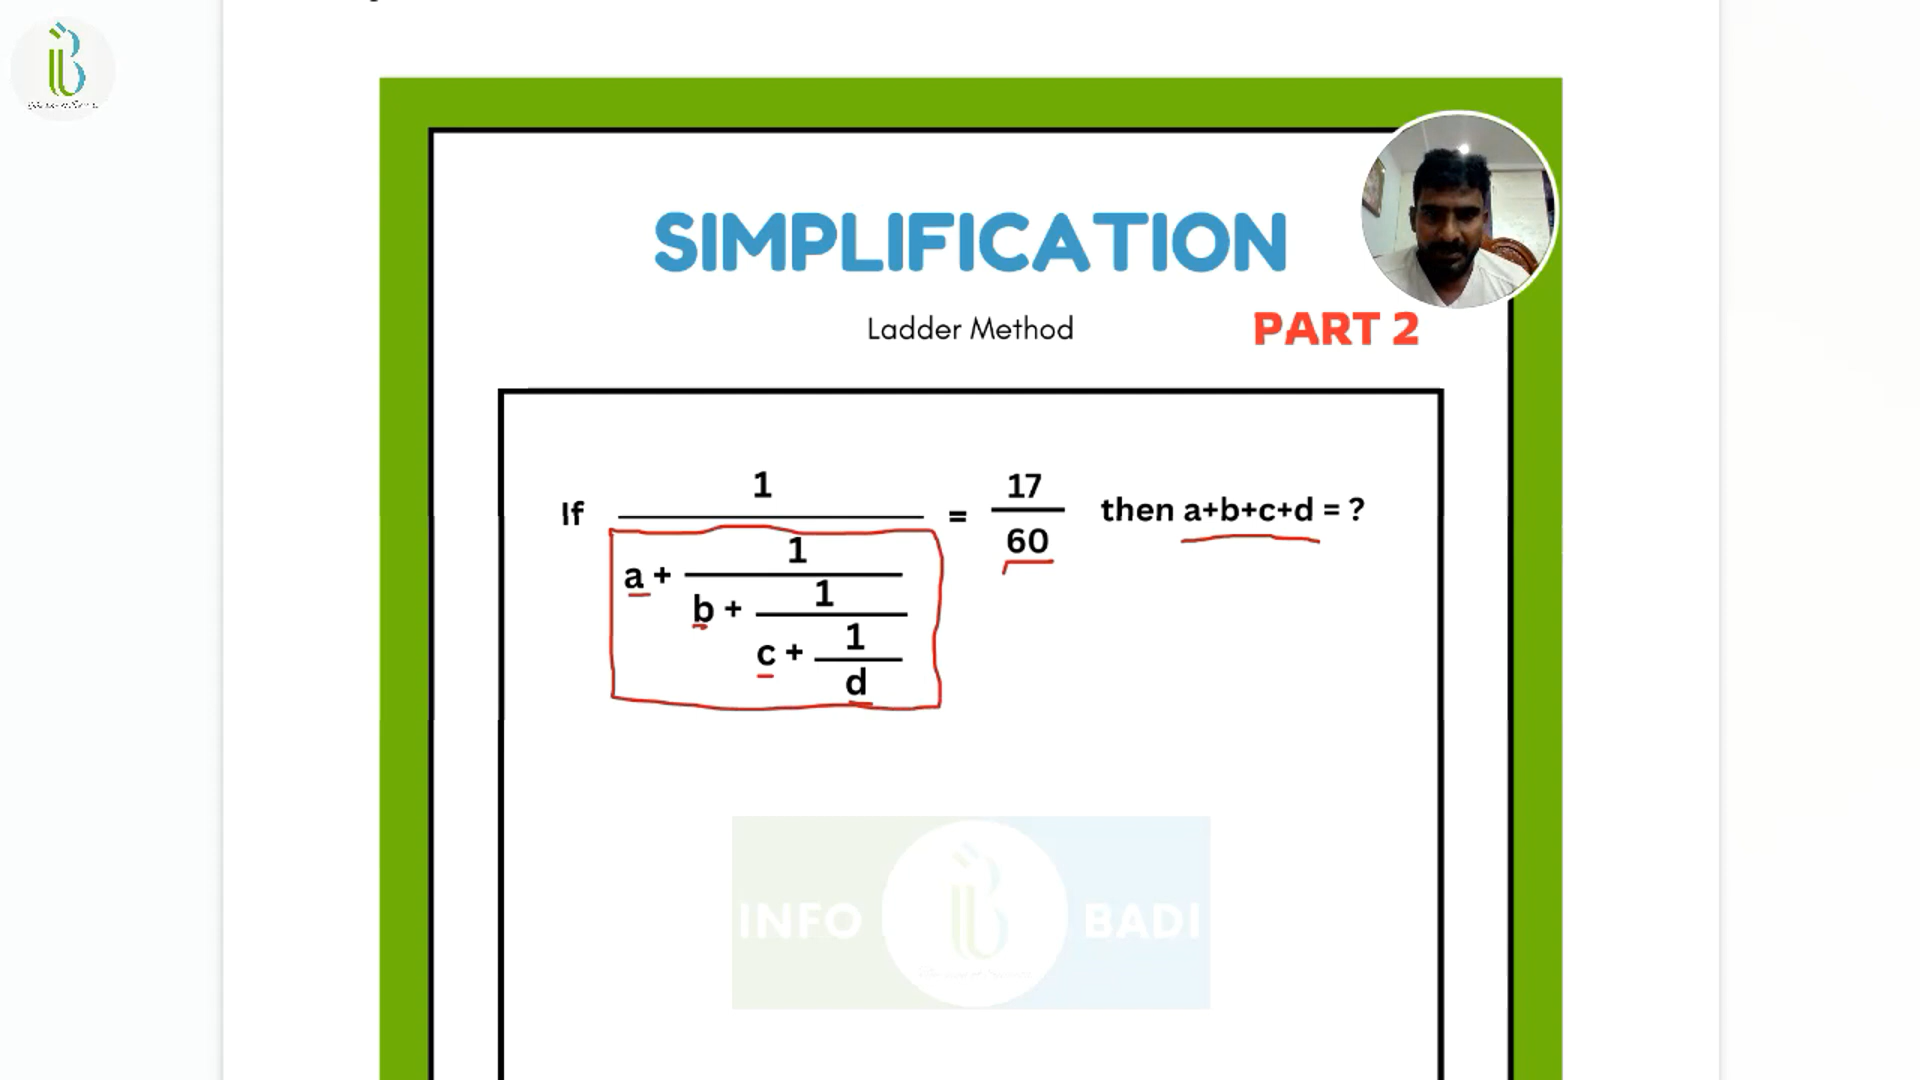 SIMPLIFICATION
Ladder Method
PART 2
If
1
a + 1
b + 1
c + 1
d
= 17
60
then a+b+c+d = ?
INFO BADI